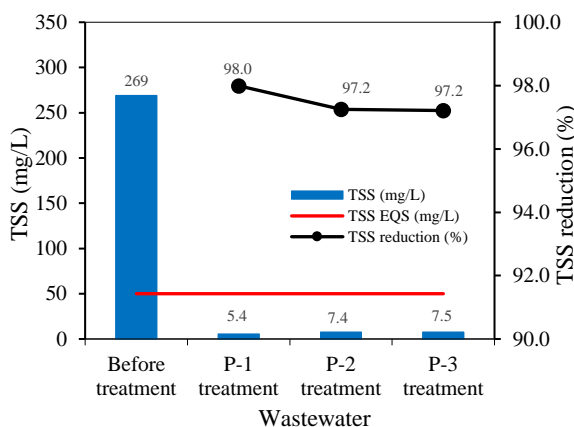 350
300
250
200
150
100
50
0
TSS (mg/L)
100.0
98.0
96.0
94.0
92.0
90.0
TSS reduction (%)
269
98.0
97.2
97.2
5.4
7.4
7.5
TSS (mg/L)
TSS EQS (mg/L)
TSS reduction (%)
Before
treatment
P-1
treatment
P-2
treatment
P-3
treatment
Wastewater